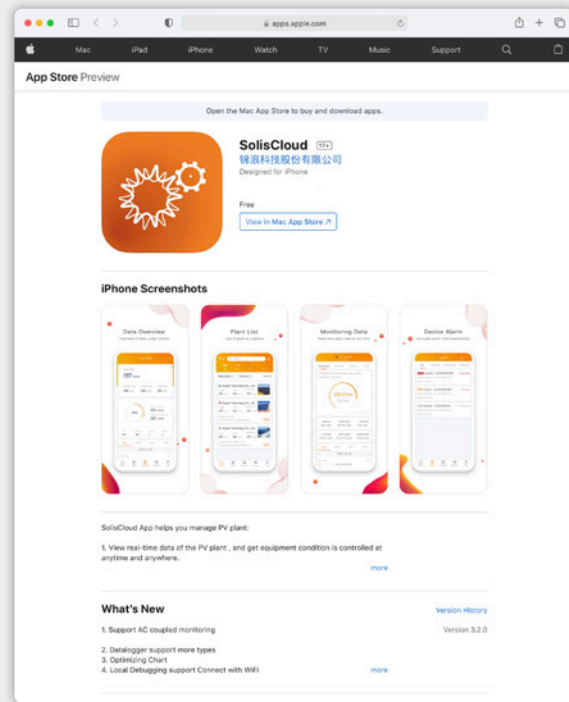 apps.apple.com
Mac iPad iPhone Watch TV Music Support
App Store Preview
Open the Mac App Store to buy and download apps.
SolisCloud 17+
锦浪科技股份有限公司
Designed for iPhone
Free
View in Mac App Store ↗
iPhone Screenshots
Data Overview
Plant List
Monitoring Data
Device Alarm
SolisCloud App helps you manage PV plant:
1. View real-time data of the PV plant , and get equipment condition is controlled at
anytime and anywhere.
more
What's New
Version History
1. Support AC coupled monitoring
Version 3.2.0
2. Datalogger support more types
3. Optimizing Chart
4. Local Debugging support Connect with WiFi
more